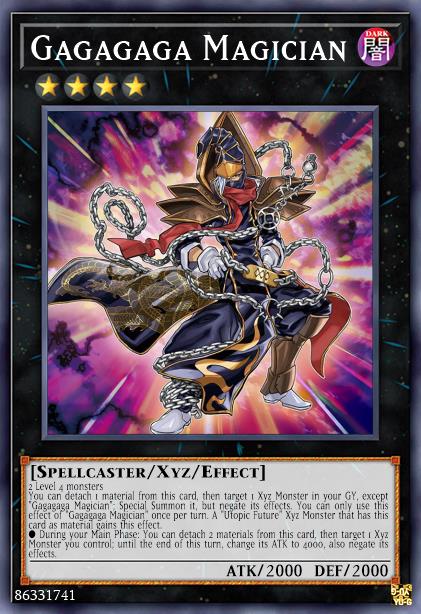 GAGAGAGA MAGICIAN
DARK
闇
[SPELLCASTER/XYZ/EFFECT]
2 Level 4 monsters
You can detach 1 material from this card, then target 1 Xyz Monster in your GY, except
"Gagagaga Magician"; Special Summon it, but negate its effects. You can only use this
effect of "Gagagaga Magician" once per turn. A "Utopic Future" Xyz Monster that has this
card as material gains this effect.
● During your Main Phase: You can detach 2 materials from this card, then target 1 Xyz
Monster you control; until the end of this turn, change its ATK to 4000, also negate its
effects.
ATK/2000 DEF/2000
86331741